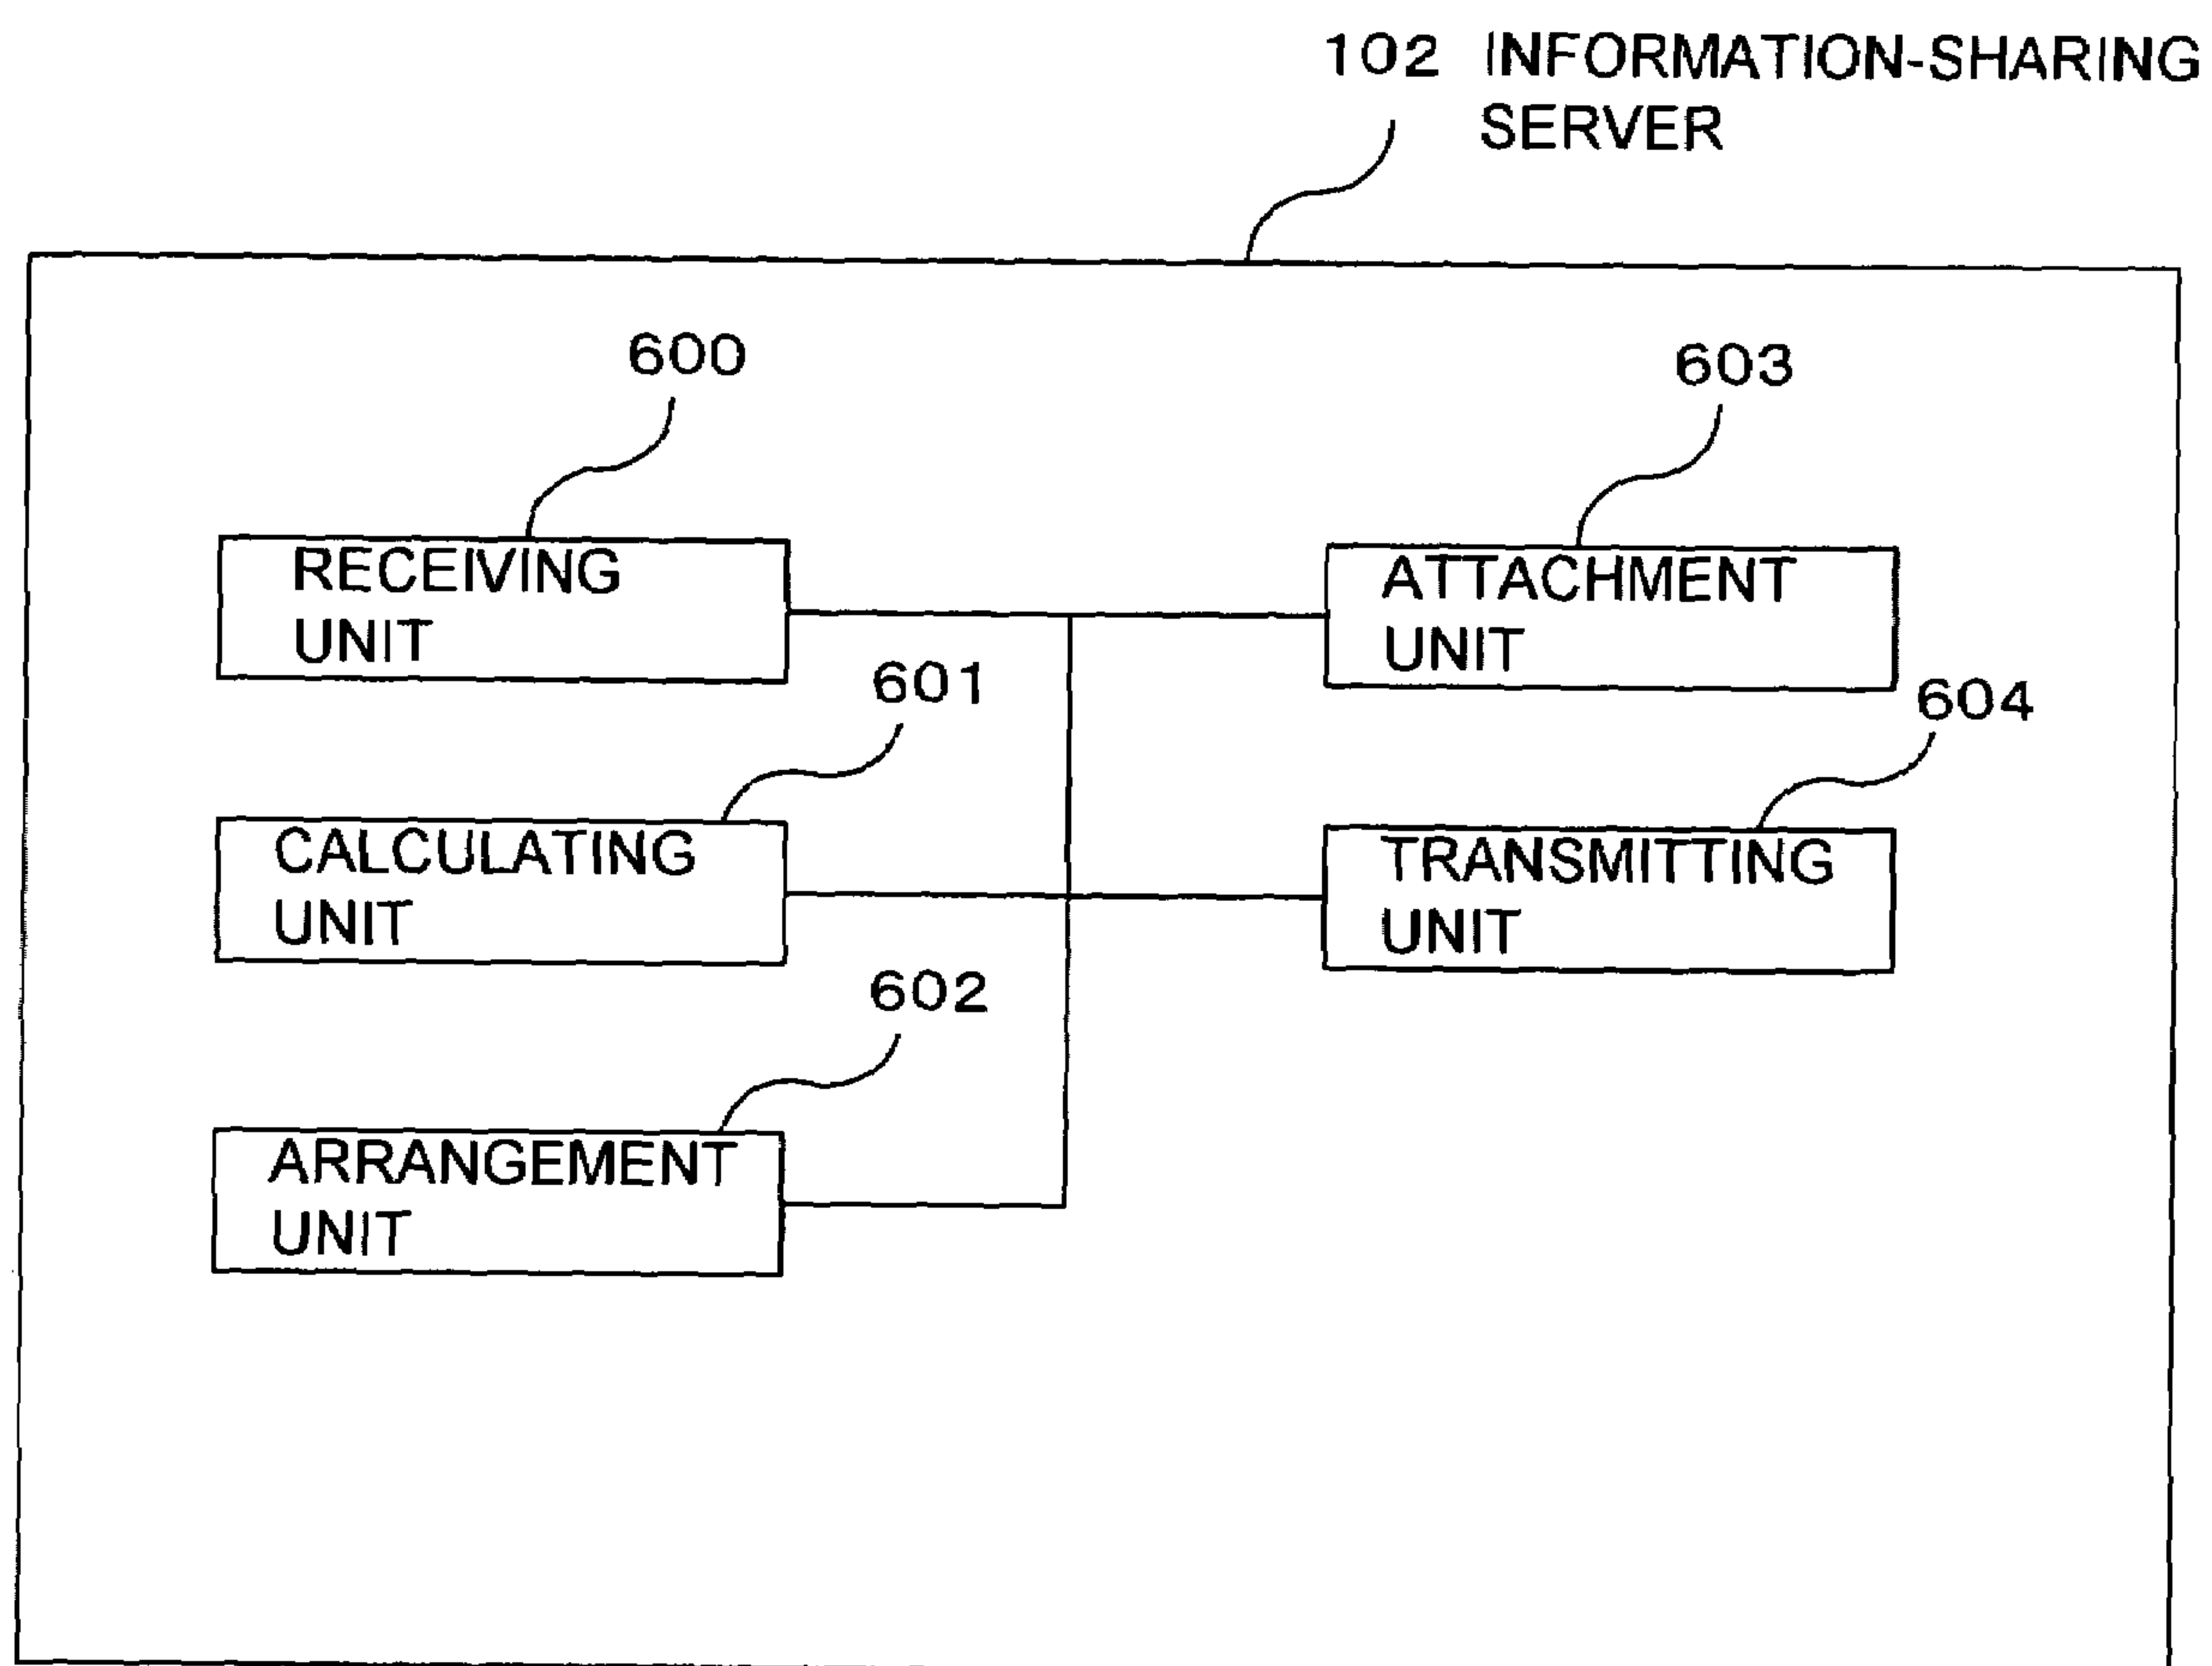 102 INFORMATION-SHARING
SERVER
600
RECEIVING
UNIT
603
ATTACHMENT
UNIT
601
CALCULATING
UNIT
604
TRANSMITTING
UNIT
602
ARRANGEMENT
UNIT